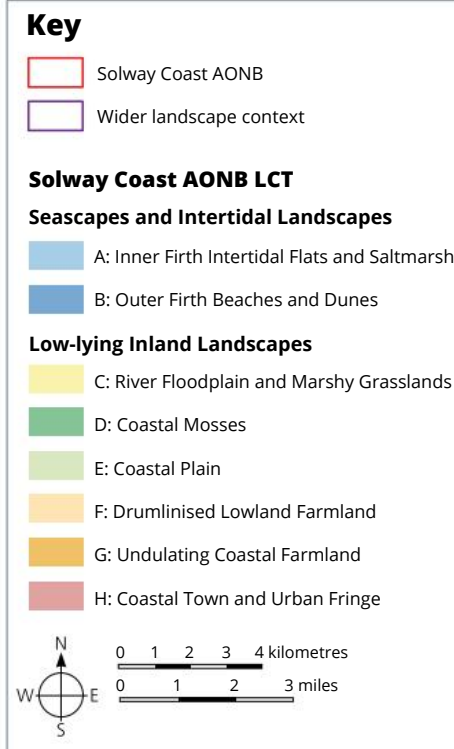 Key
Solway Coast AONB
Wider landscape context
Solway Coast AONB LCT
Seascapes and Intertidal Landscapes
A: Inner Firth Intertidal Flats and Saltmarsh
B: Outer Firth Beaches and Dunes
Low-lying Inland Landscapes
C: River Floodplain and Marshy Grasslands
D: Coastal Mosses
E: Coastal Plain
F: Drumlinised Lowland Farmland
G: Undulating Coastal Farmland
H: Coastal Town and Urban Fringe
N
W E
S
0 1 2 3 4 kilometres
0 1 2 3 miles